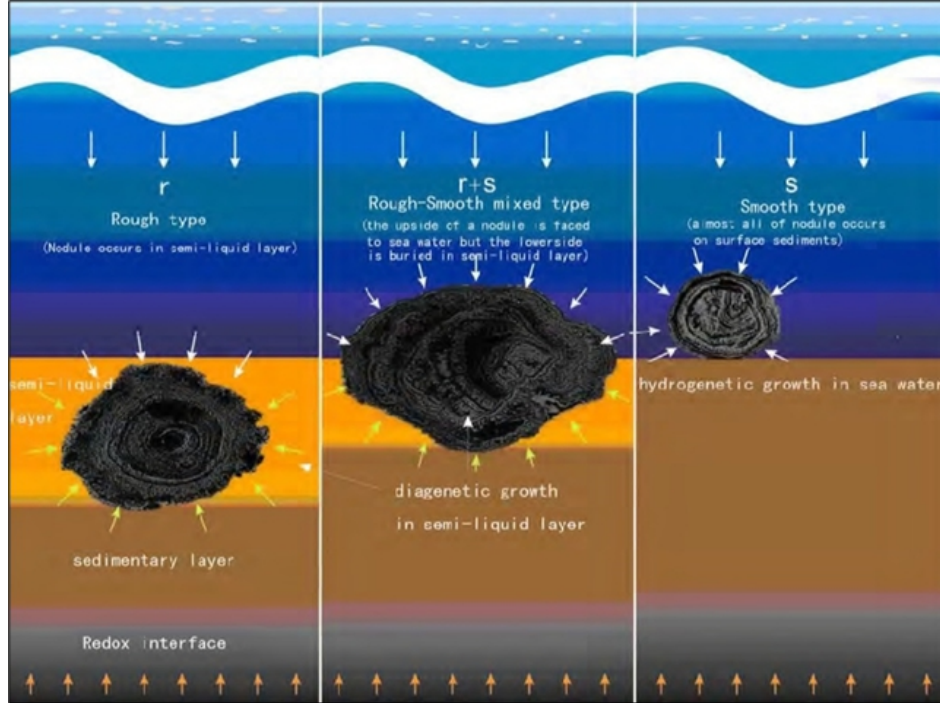 r
Rough type
(Nodule occurs in semi-liquid layer)
semi-liquid
layer
sedimentary layer
Redox interface
r+s
Rough-Smooth mixed type
(the upside of a nodule is faced
to sea water but the lowerside
is buried in semi-liquid layer)
diagenetic growth
in semi-liquid layer
s
Smooth type
(almost all of nodule occurs
on surface sediments)
hydrogenetic growth in sea water